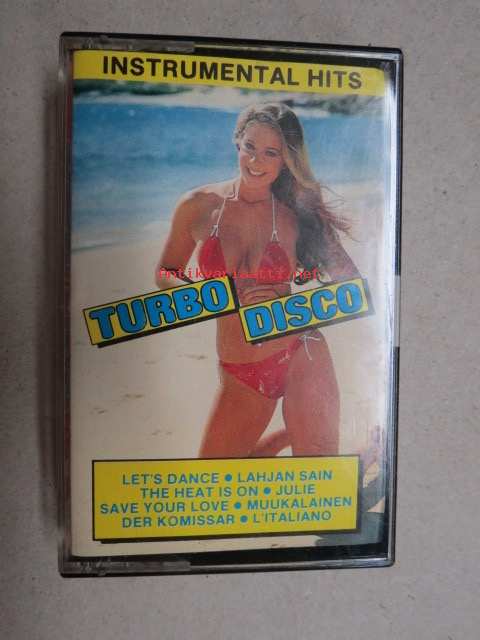 INSTRUMENTAL HITS
antikvariaatti.net
TURBO DISCO
LET'S DANCE ● LAHJAN SAIN
THE HEAT IS ON ● JULIE
SAVE YOUR LOVE ● MUUKALAINEN
DER KOMISSAR ● L'ITALIANO